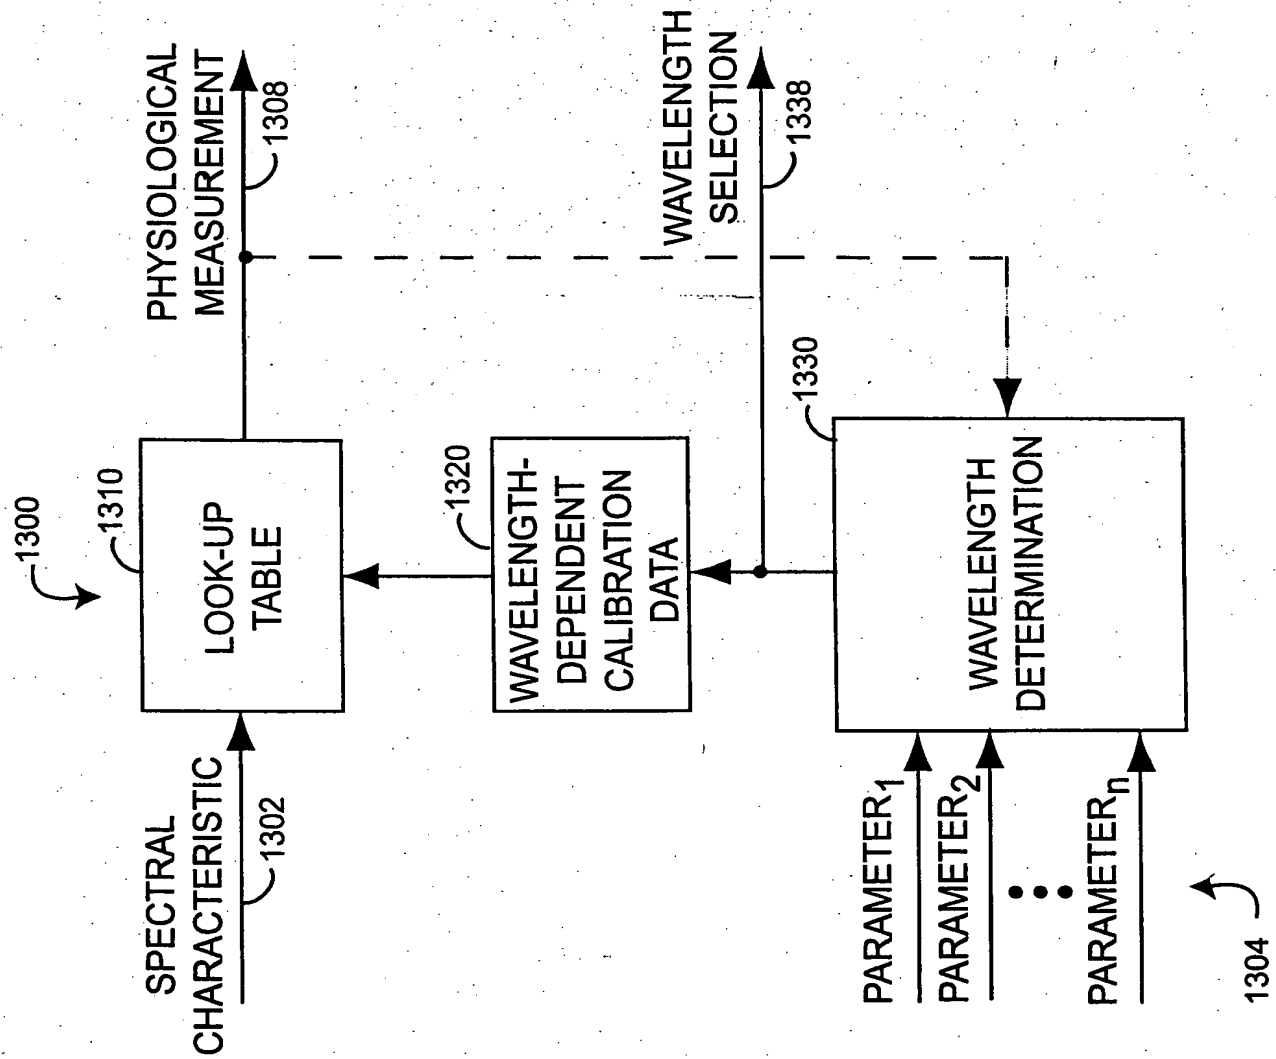 1300
SPECTRAL
CHARACTERISTIC
1302
1310
LOOK-UP
TABLE
PHYSIOLOGICAL
MEASUREMENT
1308
1320
WAVELENGTH-
DEPENDENT
CALIBRATION
DATA
WAVELENGTH
SELECTION
1338
1330
WAVELENGTH
DETERMINATION
PARAMETER1
PARAMETER2
PARAMETERn
1304